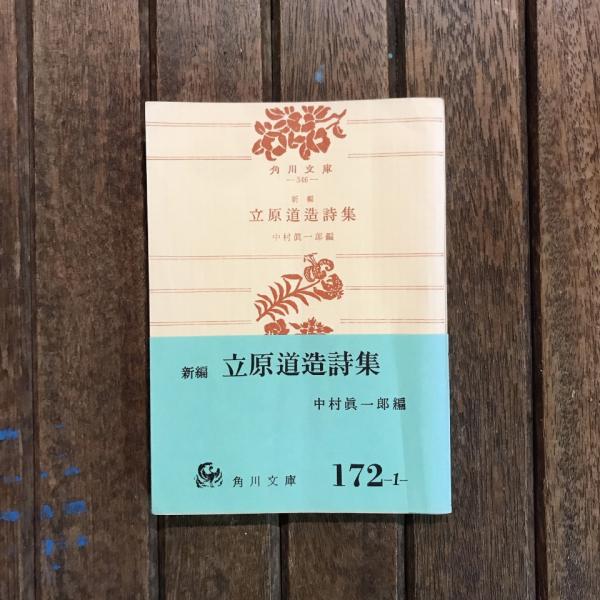 角川文庫
—346—
新編
立原道造詩集
中村眞一郎編
新編 立原道造詩集
中村眞一郎編
角川文庫 172-1-